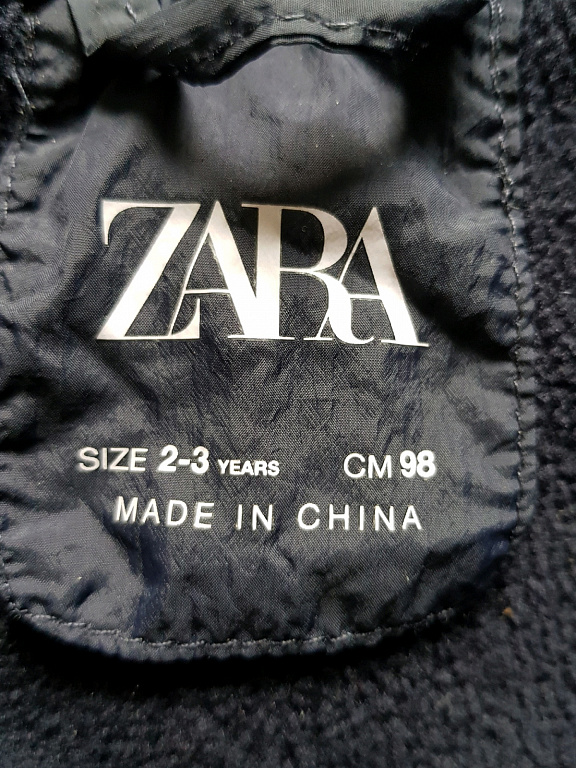 ZARA
SIZE 2-3 YEARS CM 98
MADE IN CHINA